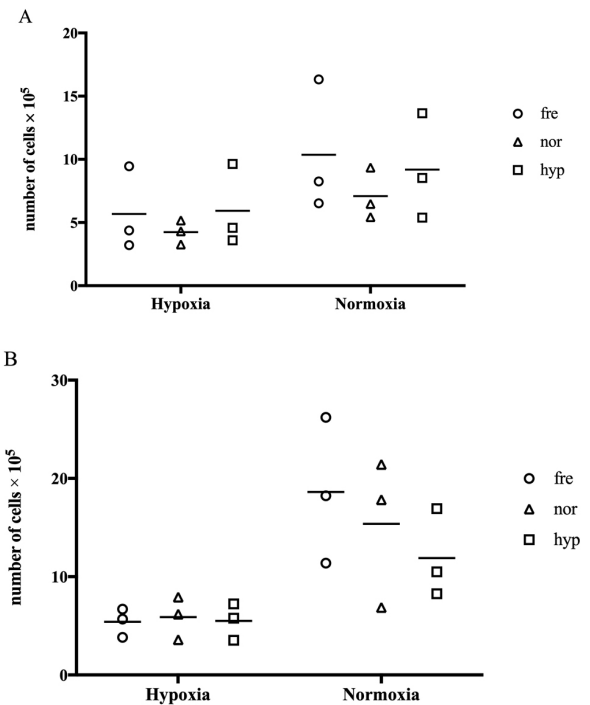 A
number of cells × 10⁵
20
15
10
5
0
Hypoxia
Normoxia
fre
nor
hyp
B
number of cells × 10⁵
30
20
10
0
Hypoxia
Normoxia
fre
nor
hyp